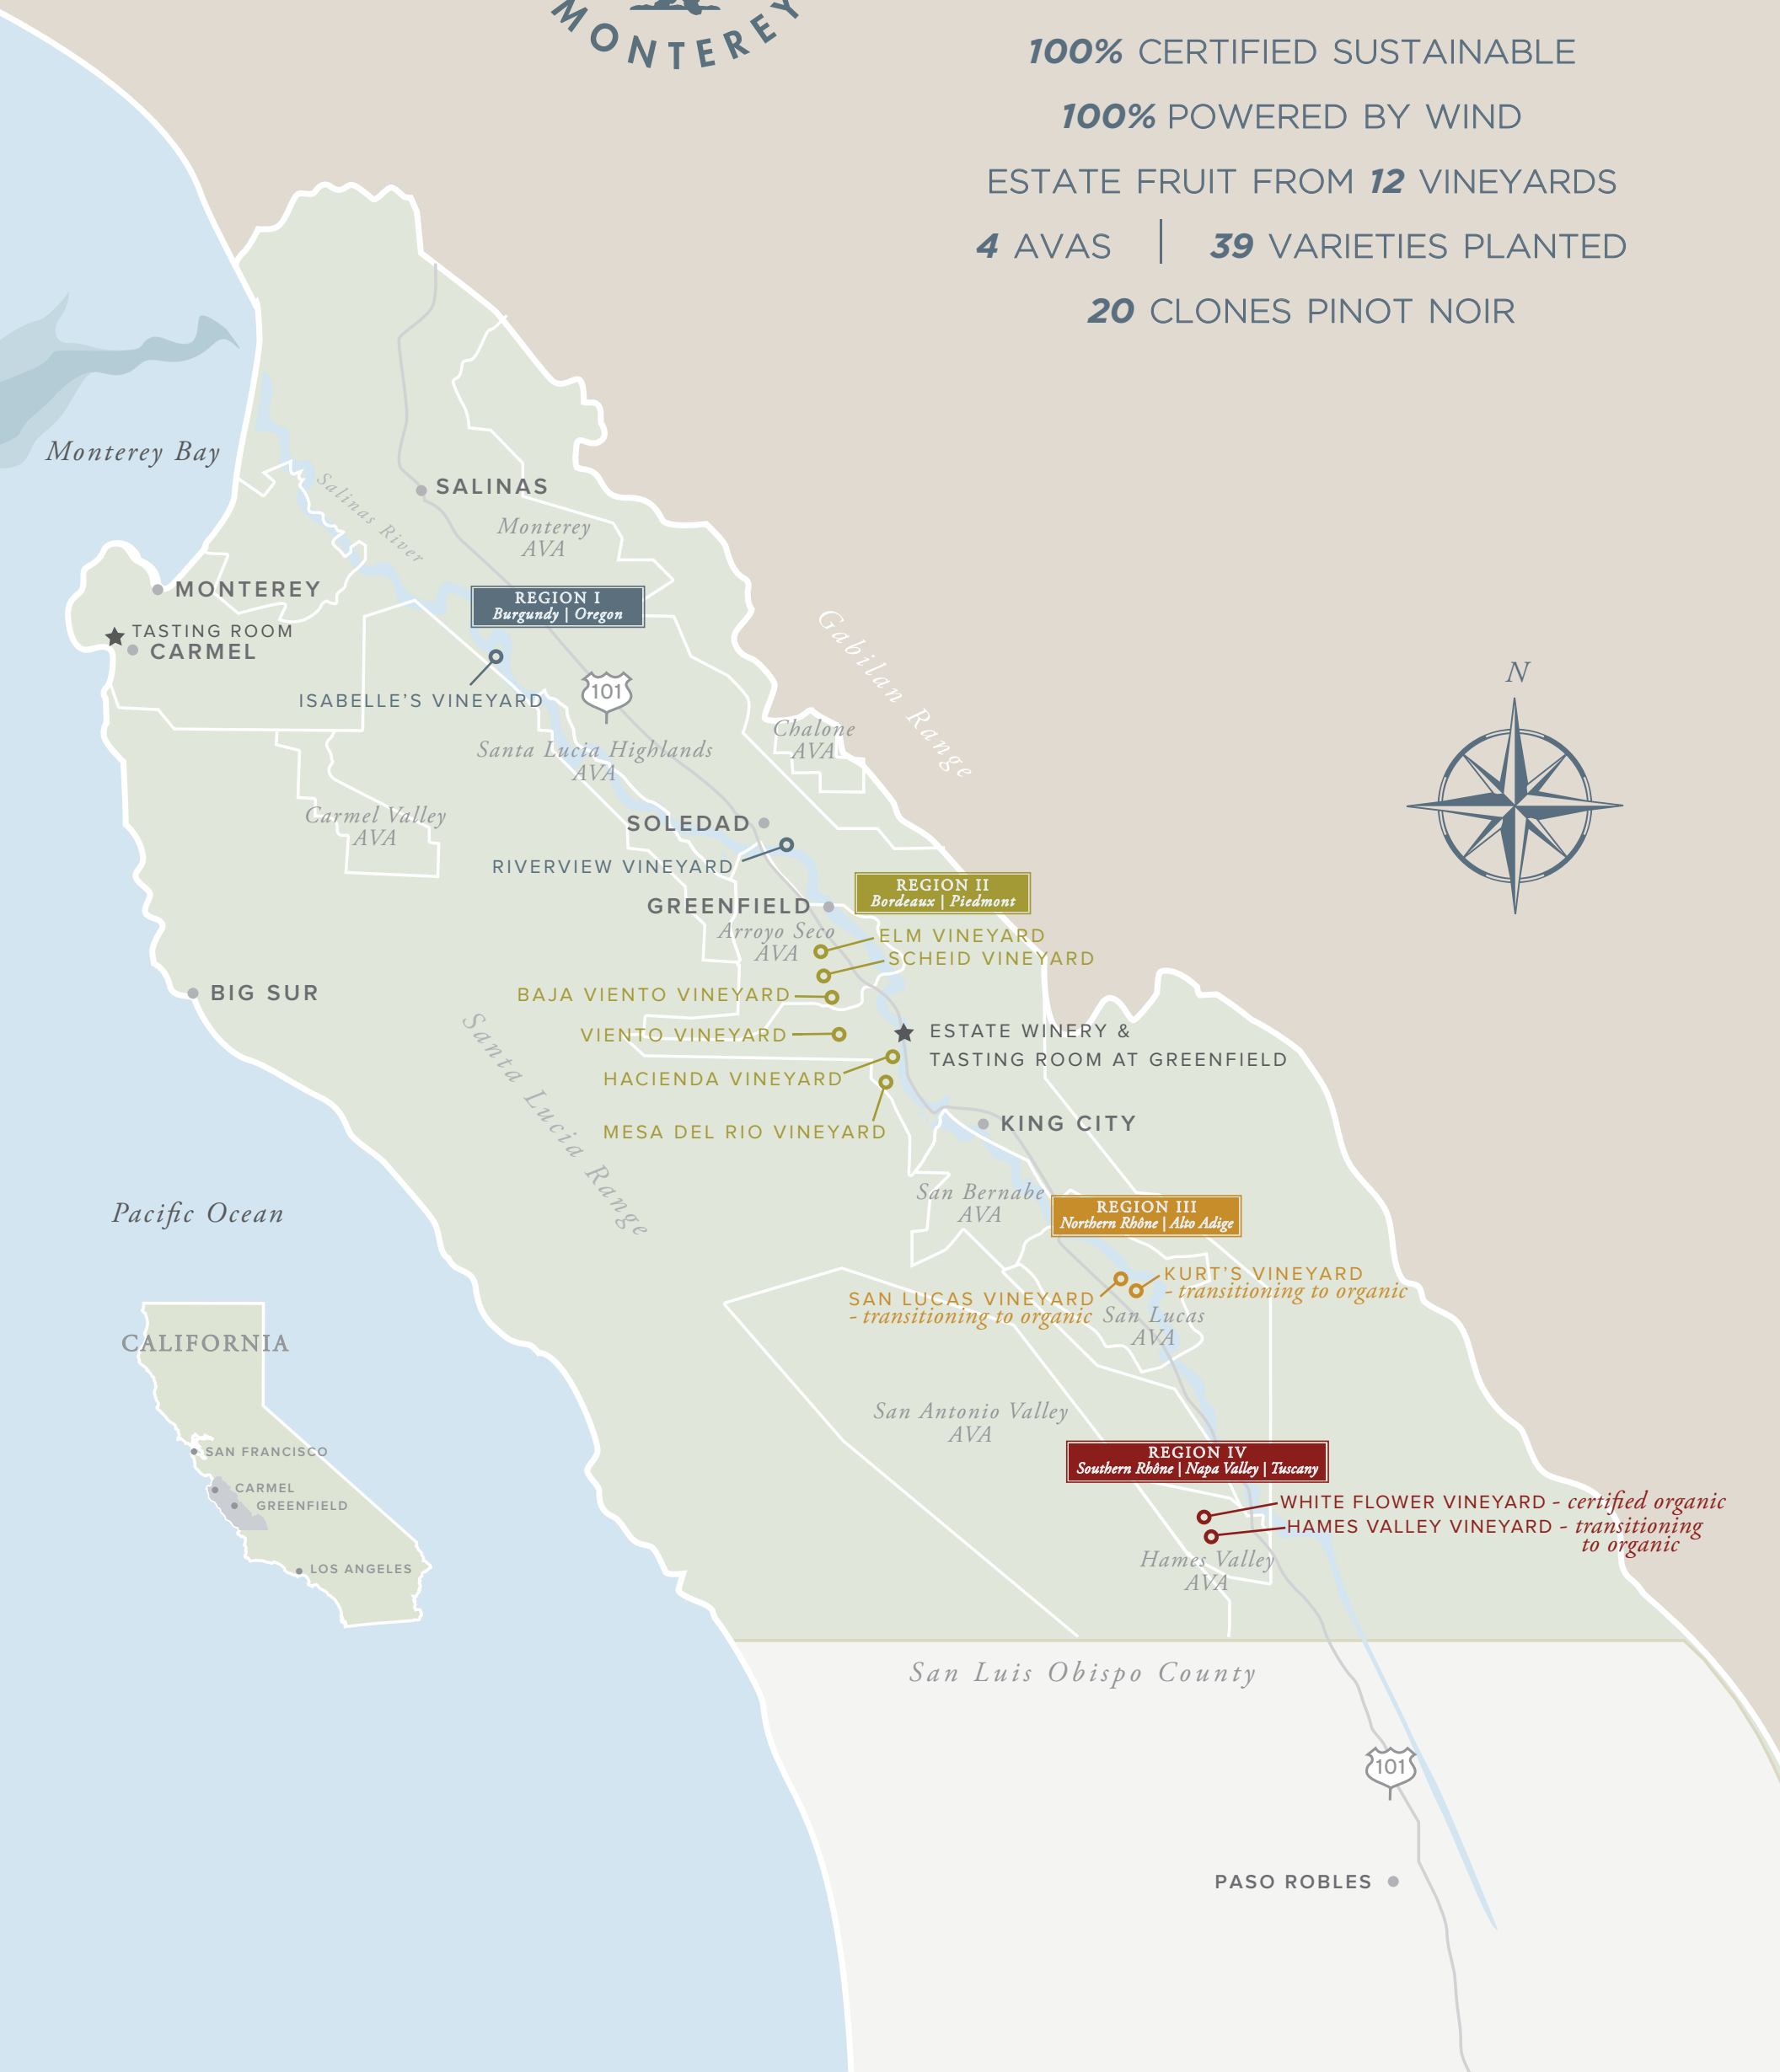 MONTEREY
100% CERTIFIED SUSTAINABLE
100% POWERED BY WIND
ESTATE FRUIT FROM 12 VINEYARDS
4 AVAS | 39 VARIETIES PLANTED
20 CLONES PINOT NOIR
Monterey Bay
Salinas River
SALINAS
Monterey
AVA
MONTEREY
TASTING ROOM
CARMEL
REGION I
Burgundy | Oregon
ISABELLE'S VINEYARD
101
Gabilan Range
N
Chalone
AVA
Santa Lucia Highlands
AVA
Carmel Valley
AVA
SOLEDAD
RIVERVIEW VINEYARD
REGION II
Bordeaux | Piedmont
GREENFIELD
Arroyo Seco
AVA
ELM VINEYARD
SCHEID VINEYARD
BIG SUR
BAJA VIENTO VINEYARD
VIENTO VINEYARD
ESTATE WINERY &
TASTING ROOM AT GREENFIELD
HACIENDA VINEYARD
MESA DEL RIO VINEYARD
Santa Lucia Range
KING CITY
Pacific Ocean
San Bernabe
AVA
REGION III
Northern Rhône | Alto Adige
KURT'S VINEYARD
- transitioning to organic
SAN LUCAS VINEYARD
- transitioning to organic
San Lucas
AVA
San Antonio Valley
AVA
REGION IV
Southern Rhône | Napa Valley | Tuscany
WHITE FLOWER VINEYARD - certified organic
HAMES VALLEY VINEYARD - transitioning
to organic
Hames Valley
AVA
CALIFORNIA
SAN FRANCISCO
CARMEL
GREENFIELD
LOS ANGELES
San Luis Obispo County
101
PASO ROBLES